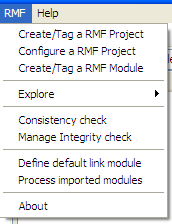 RMF Help
Create/Tag a RMF Project
Configure a RMF Project
Create/Tag a RMF Module
Explore
Consistency check
Manage Integrity check
Define default link module
Process imported modules
About